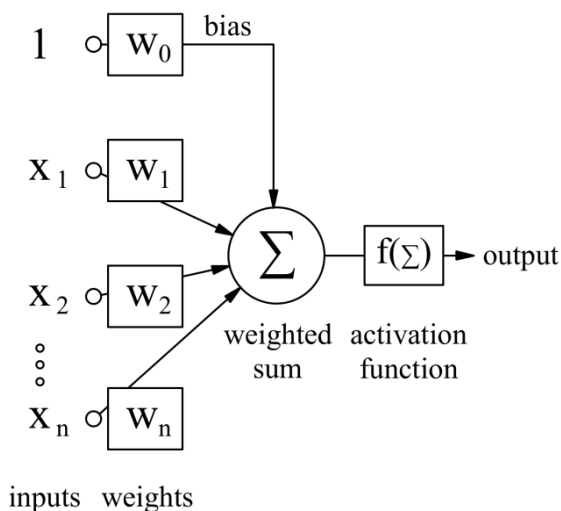 1 w0 bias
x1 w1
Σ f(Σ) output
x2 w2
weighted activation
sum function
xn wn
inputs weights